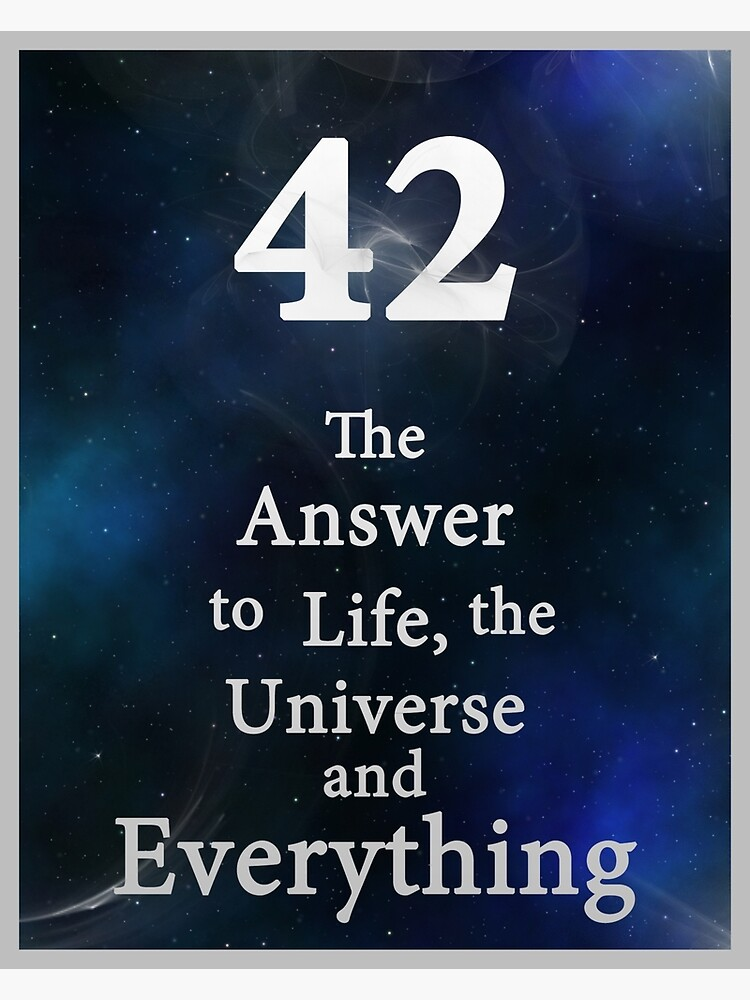 42
The
Answer
to Life, the
Universe
and
Everything